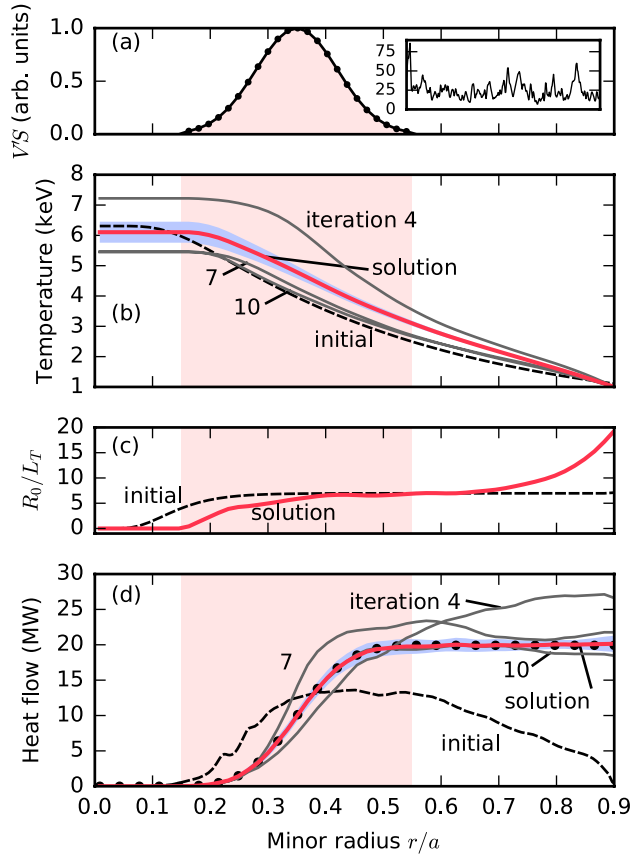 (a)
V'S (arb. units)
1.0
0.5
0.0
75
50
25
0
(b)
Temperature (keV)
8
7
6
5
4
3
2
1
iteration 4
solution
7
10
initial
(c)
R₀/L_T
20
15
10
5
0
initial
solution
(d)
Heat flow (MW)
30
25
20
15
10
5
0
iteration 4
7
10
solution
initial
0.0 0.1 0.2 0.3 0.4 0.5 0.6 0.7 0.8 0.9
Minor radius r/a